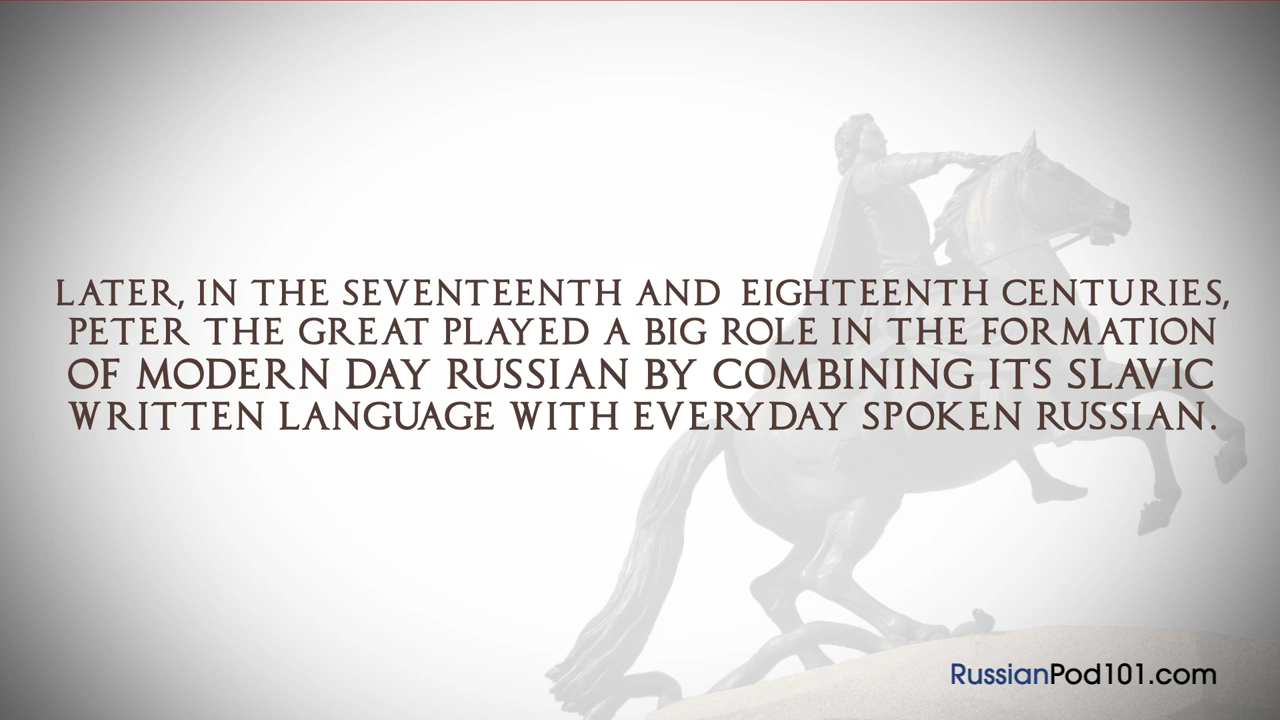 LATER, IN THE SEVENTEENTH AND EIGHTEENTH CENTURIES,
PETER THE GREAT PLAYED A BIG ROLE IN THE FORMATION
OF MODERN DAY RUSSIAN BY COMBINING ITS SLAVIC
WRITTEN LANGUAGE WITH EVERYDAY SPOKEN RUSSIAN.
RussianPod101.com